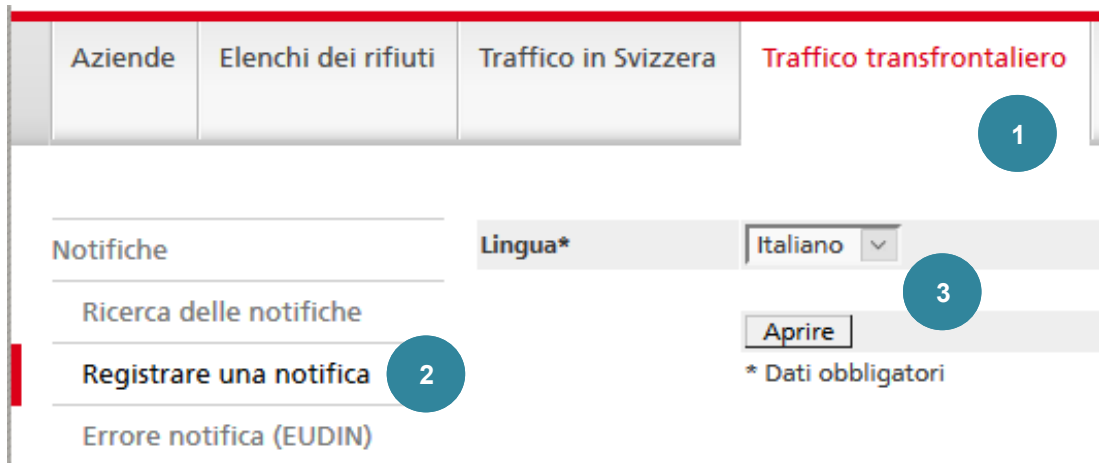 Aziende
Elenchi dei rifiuti
Traffico in Svizzera
Traffico transfrontaliero
1
Notifiche
Lingua*
Italiano
Ricerca delle notifiche
3
Aprire
Registrare una notifica
2
* Dati obbligatori
Errore notifica (EUDIN)